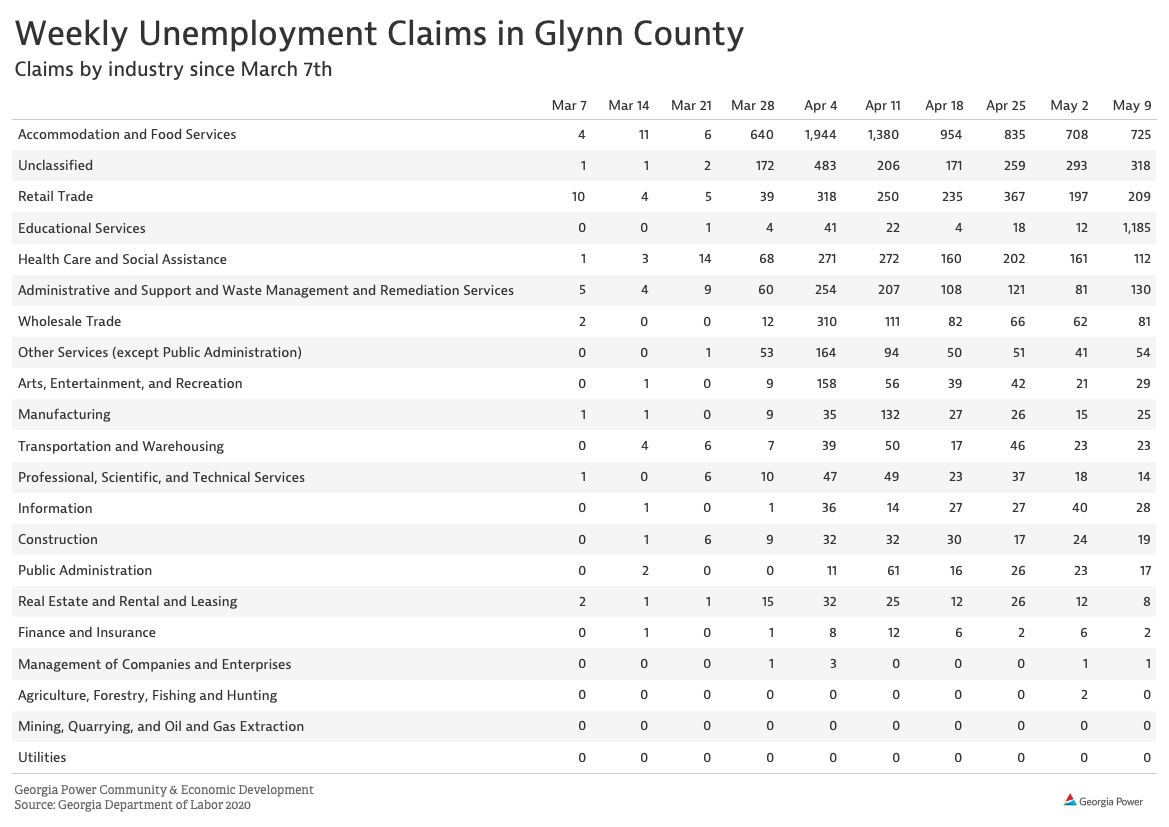 Weekly Unemployment Claims in Glynn County
Claims by industry since March 7th
Mar 7 Mar 14 Mar 21 Mar 28 Apr 4 Apr 11 Apr 18 Apr 25 May 2 May 9
Accommodation and Food Services 4 11 6 640 1,944 1,380 954 835 708 725
Unclassified 1 1 2 172 483 206 171 259 293 318
Retail Trade 10 4 5 39 318 250 235 367 197 209
Educational Services 0 0 1 4 41 22 4 18 12 1,185
Health Care and Social Assistance 1 3 14 68 271 272 160 202 161 112
Administrative and Support and Waste Management and Remediation Services 5 4 9 60 254 207 108 121 81 130
Wholesale Trade 2 0 0 12 310 111 82 66 62 81
Other Services (except Public Administration) 0 0 1 53 164 94 50 51 41 54
Arts, Entertainment, and Recreation 0 1 0 9 158 56 39 42 21 29
Manufacturing 1 1 0 9 35 132 27 26 15 25
Transportation and Warehousing 0 4 6 7 39 50 17 46 23 23
Professional, Scientific, and Technical Services 1 0 6 10 47 49 23 37 18 14
Information 0 1 0 1 36 14 27 27 40 28
Construction 0 1 6 9 32 32 30 17 24 19
Public Administration 0 2 0 0 11 61 16 26 23 17
Real Estate and Rental and Leasing 2 1 1 15 32 25 12 26 12 8
Finance and Insurance 0 1 0 1 8 12 6 2 6 2
Management of Companies and Enterprises 0 0 0 1 3 0 0 0 1 1
Agriculture, Forestry, Fishing and Hunting 0 0 0 0 0 0 0 0 2 0
Mining, Quarrying, and Oil and Gas Extraction 0 0 0 0 0 0 0 0 0 0
Utilities 0 0 0 0 0 0 0 0 0 0
Georgia Power Community & Economic Development
Source: Georgia Department of Labor 2020
Georgia Power